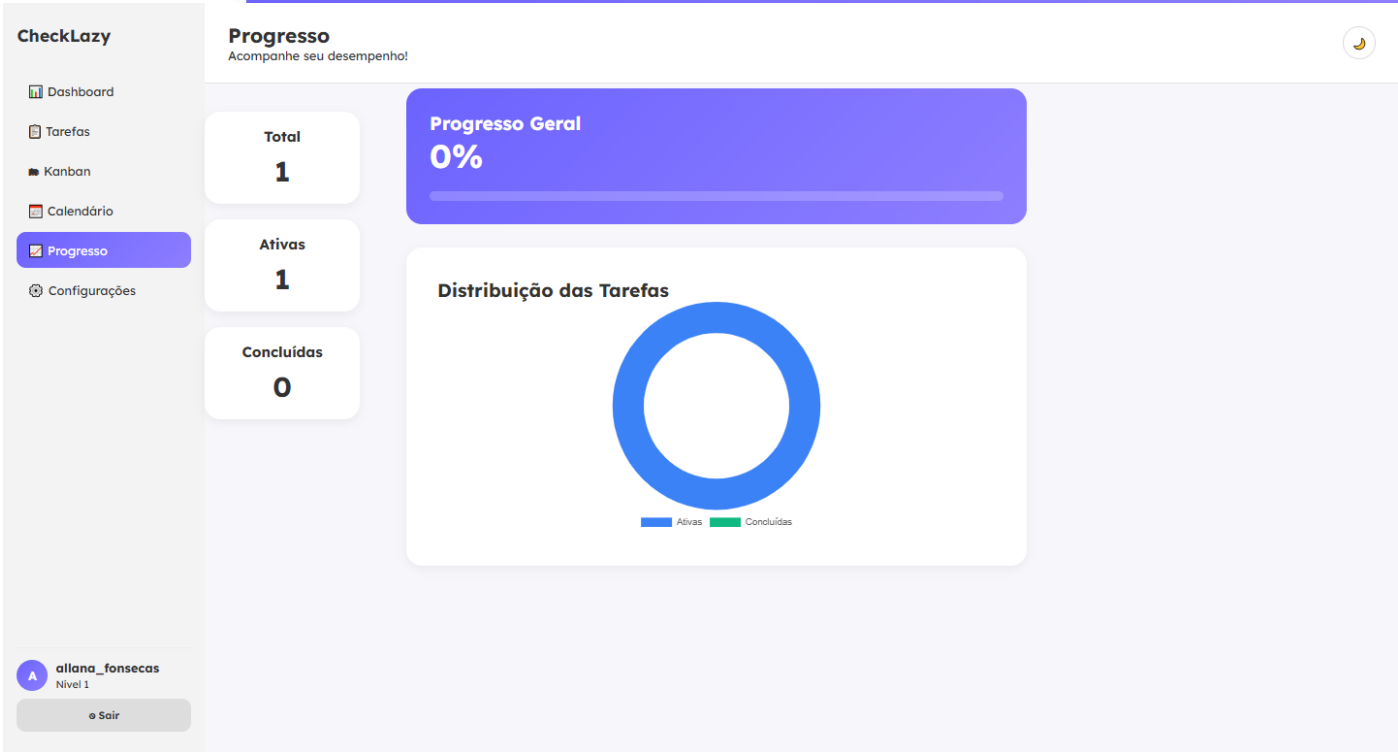 CheckLazy
Dashboard
Tarefas
Kanban
Calendário
Progresso
Configurações
allana_fonsecas
Nível 1
Sair
Progresso
Acompanhe seu desempenho!
Total
1
Ativas
1
Concluídas
0
Progresso Geral
0%
Distribuição das Tarefas
Ativas Concluídas
A